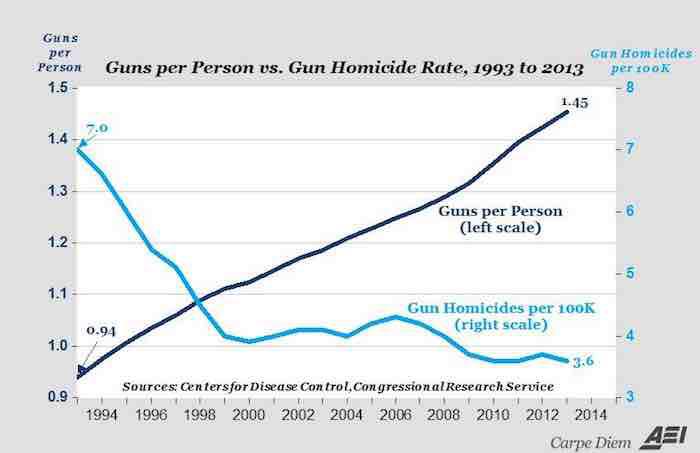 Guns
per
Person
Guns per Person vs. Gun Homicide Rate, 1993 to 2013
Gun Homicides
per 100K
1.5
1.4
1.3
1.2
1.1
1.0
0.9
8
7
6
5
4
3
7.0
1.45
Guns per Person
(left scale)
Gun Homicides per 100K
(right scale)
0.94
3.6
Sources: Centers for Disease Control, Congressional Research Service
1994 1996 1998 2000 2002 2004 2006 2008 2010 2012 2014
Carpe Diem AEI